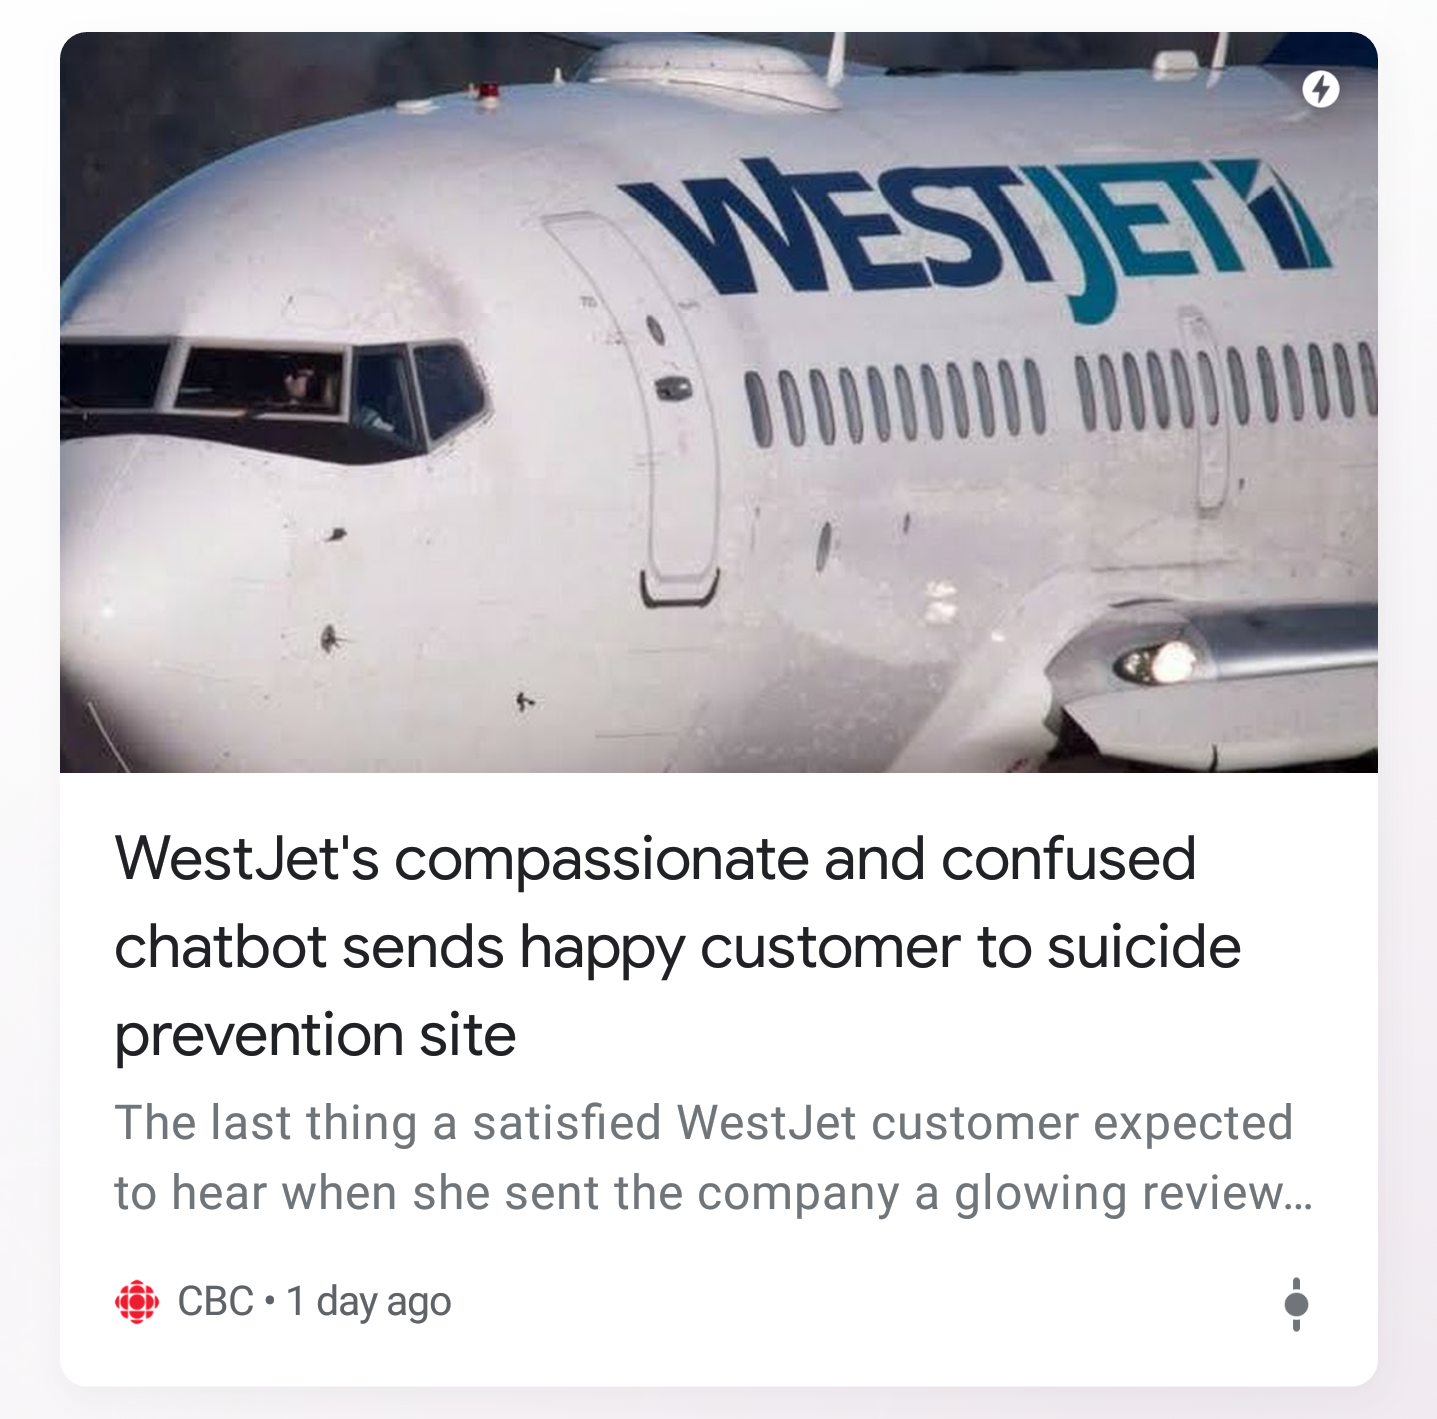 WESTJET
WestJet's compassionate and confused
chatbot sends happy customer to suicide
prevention site
The last thing a satisfied WestJet customer expected
to hear when she sent the company a glowing review...
CBC • 1 day ago